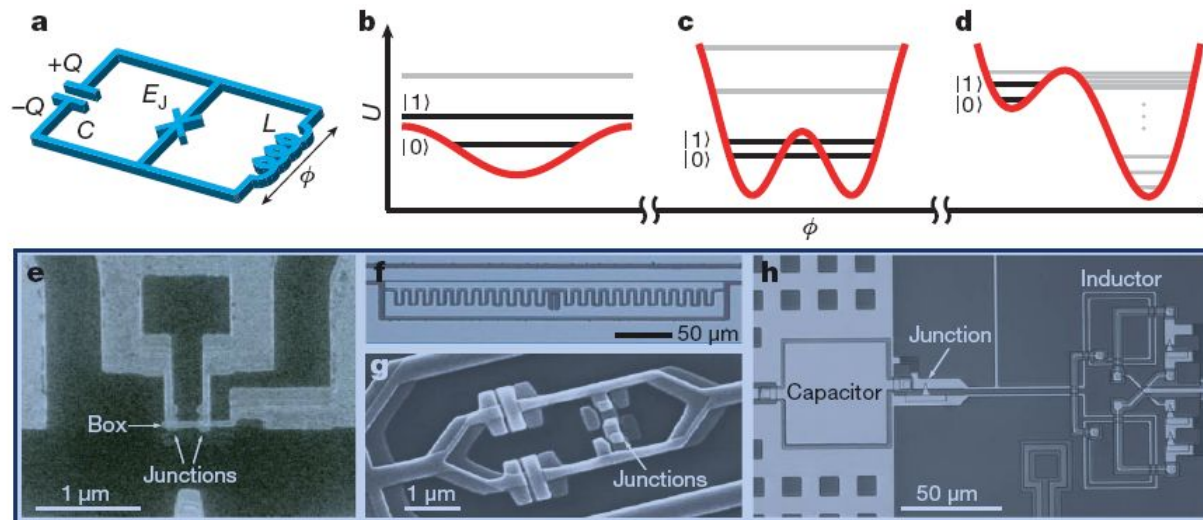 a
+Q
−Q
C
E_J
L
ϕ
b
U
|1⟩
|0⟩
c
|1⟩
|0⟩
ϕ
d
|1⟩
|0⟩
e
Box
Junctions
1 µm
f
50 µm
g
Junctions
1 µm
h
Inductor
Junction
Capacitor
50 µm